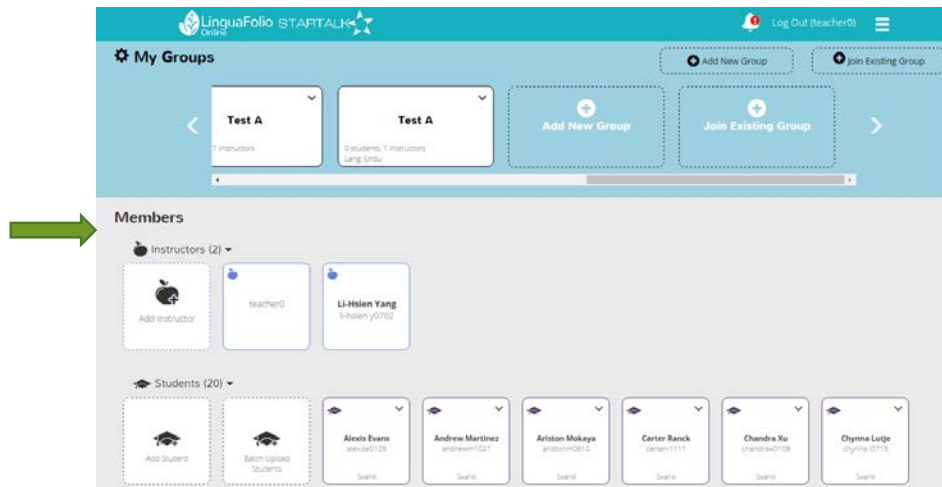 LinguaFolio STARTALK
Online
Log Out (teacher0)
My Groups
Add New Group
Join Existing Group
Test A
1 instructors
Test A
0 students, 1 instructors
Lang: Urdu
Add New Group
Join Existing Group
Members
Instructors (2)
Add Instructor
teacher0
Li-Hsien Yang
li-hsien y0702
Students (20)
Add Student
Batch Upload
Students
Alexis Evans
alexise0128
Swahili
Andrew Martinez
andrewm1021
Swahili
Ariston Mokaya
aristonm0610
Swahili
Carter Ranck
carterr1111
Swahili
Chandra Xu
chandrax0109
Swahili
Chynna Lutje
chynna l0715
Swahili